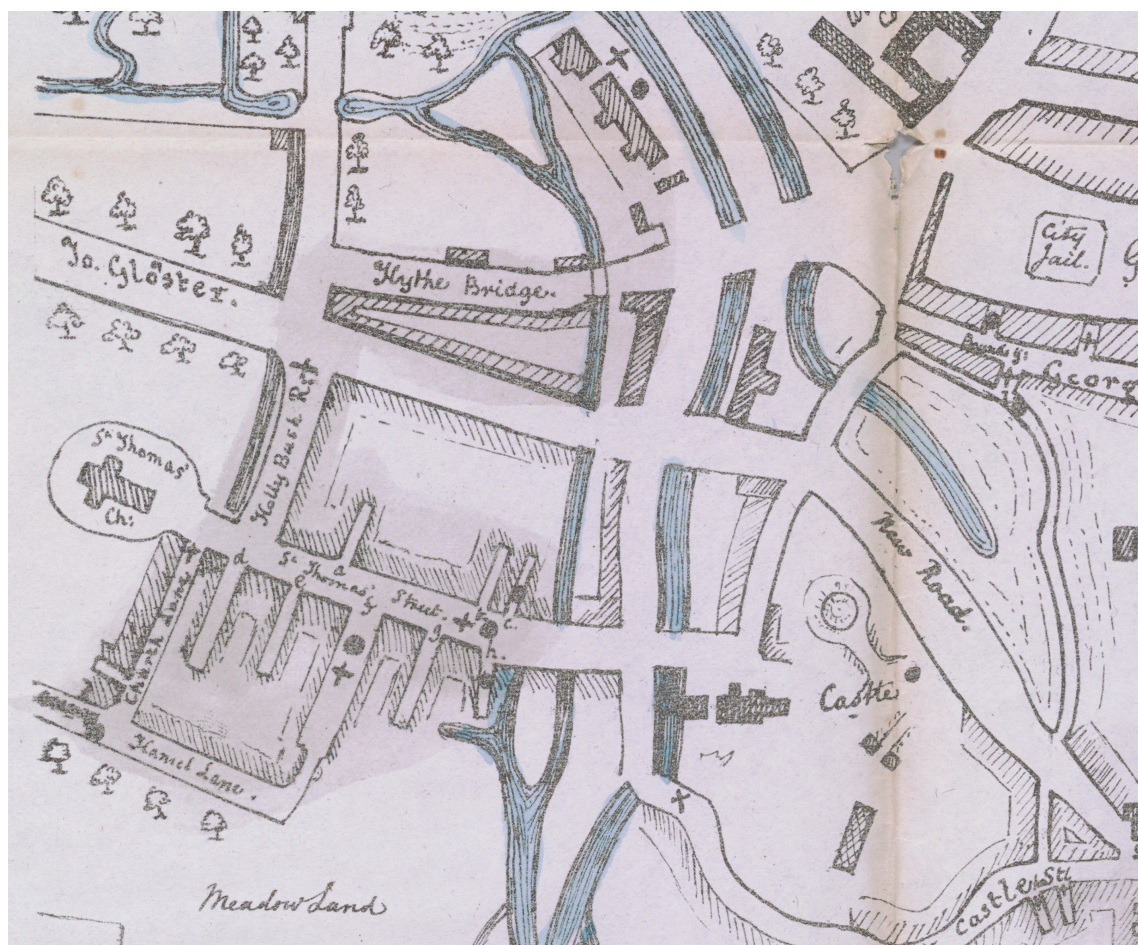 To. Gloster.
Hythe Bridge.
City
Jail.
Georg
Holly Bush Row
St. Thomas'
Ch:
d
e
St. Thomas's Street
a
g
c.
h
Church
New Road.
Castle
Hamel Lane.
Meadow Land
Castle St: